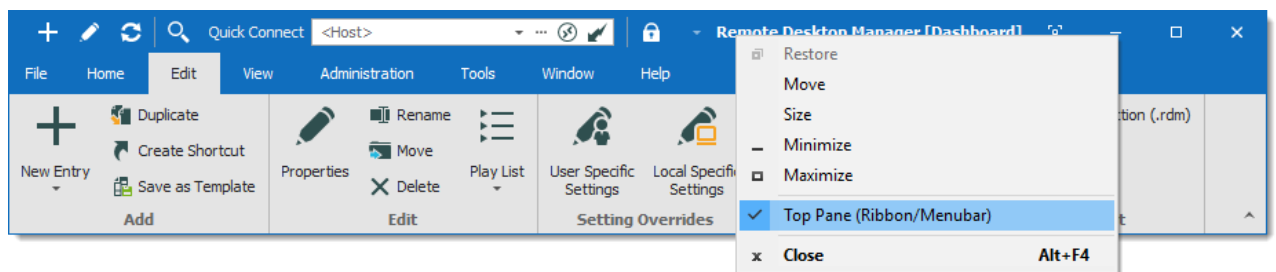 Quick Connect <Host> Remote Desktop Manager [Dashboard]
File Home Edit View Administration Tools Window Help
New Entry
Duplicate
Create Shortcut
Save as Template
Add
Properties
Rename
Move
Delete
Play List
Edit
User Specific
Settings
Local Specific
Settings
Setting Overrides
(.rdm)
Restore
Move
Size
Minimize
Maximize
Top Pane (Ribbon/Menubar)
Close Alt+F4